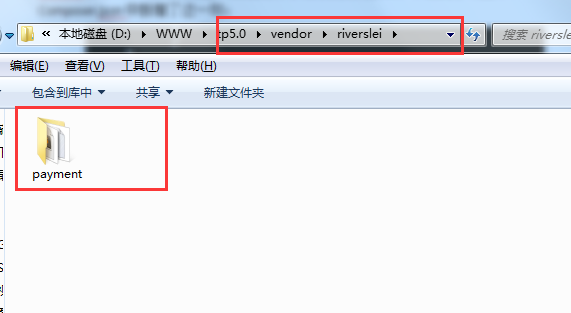 « 本地磁盘 (D:) WWW tp5.0 vendor riverslei 搜索 riversle
编辑(E) 查看(V) 工具(T) 帮助(H)
包含到库中 共享 新建文件夹
payment